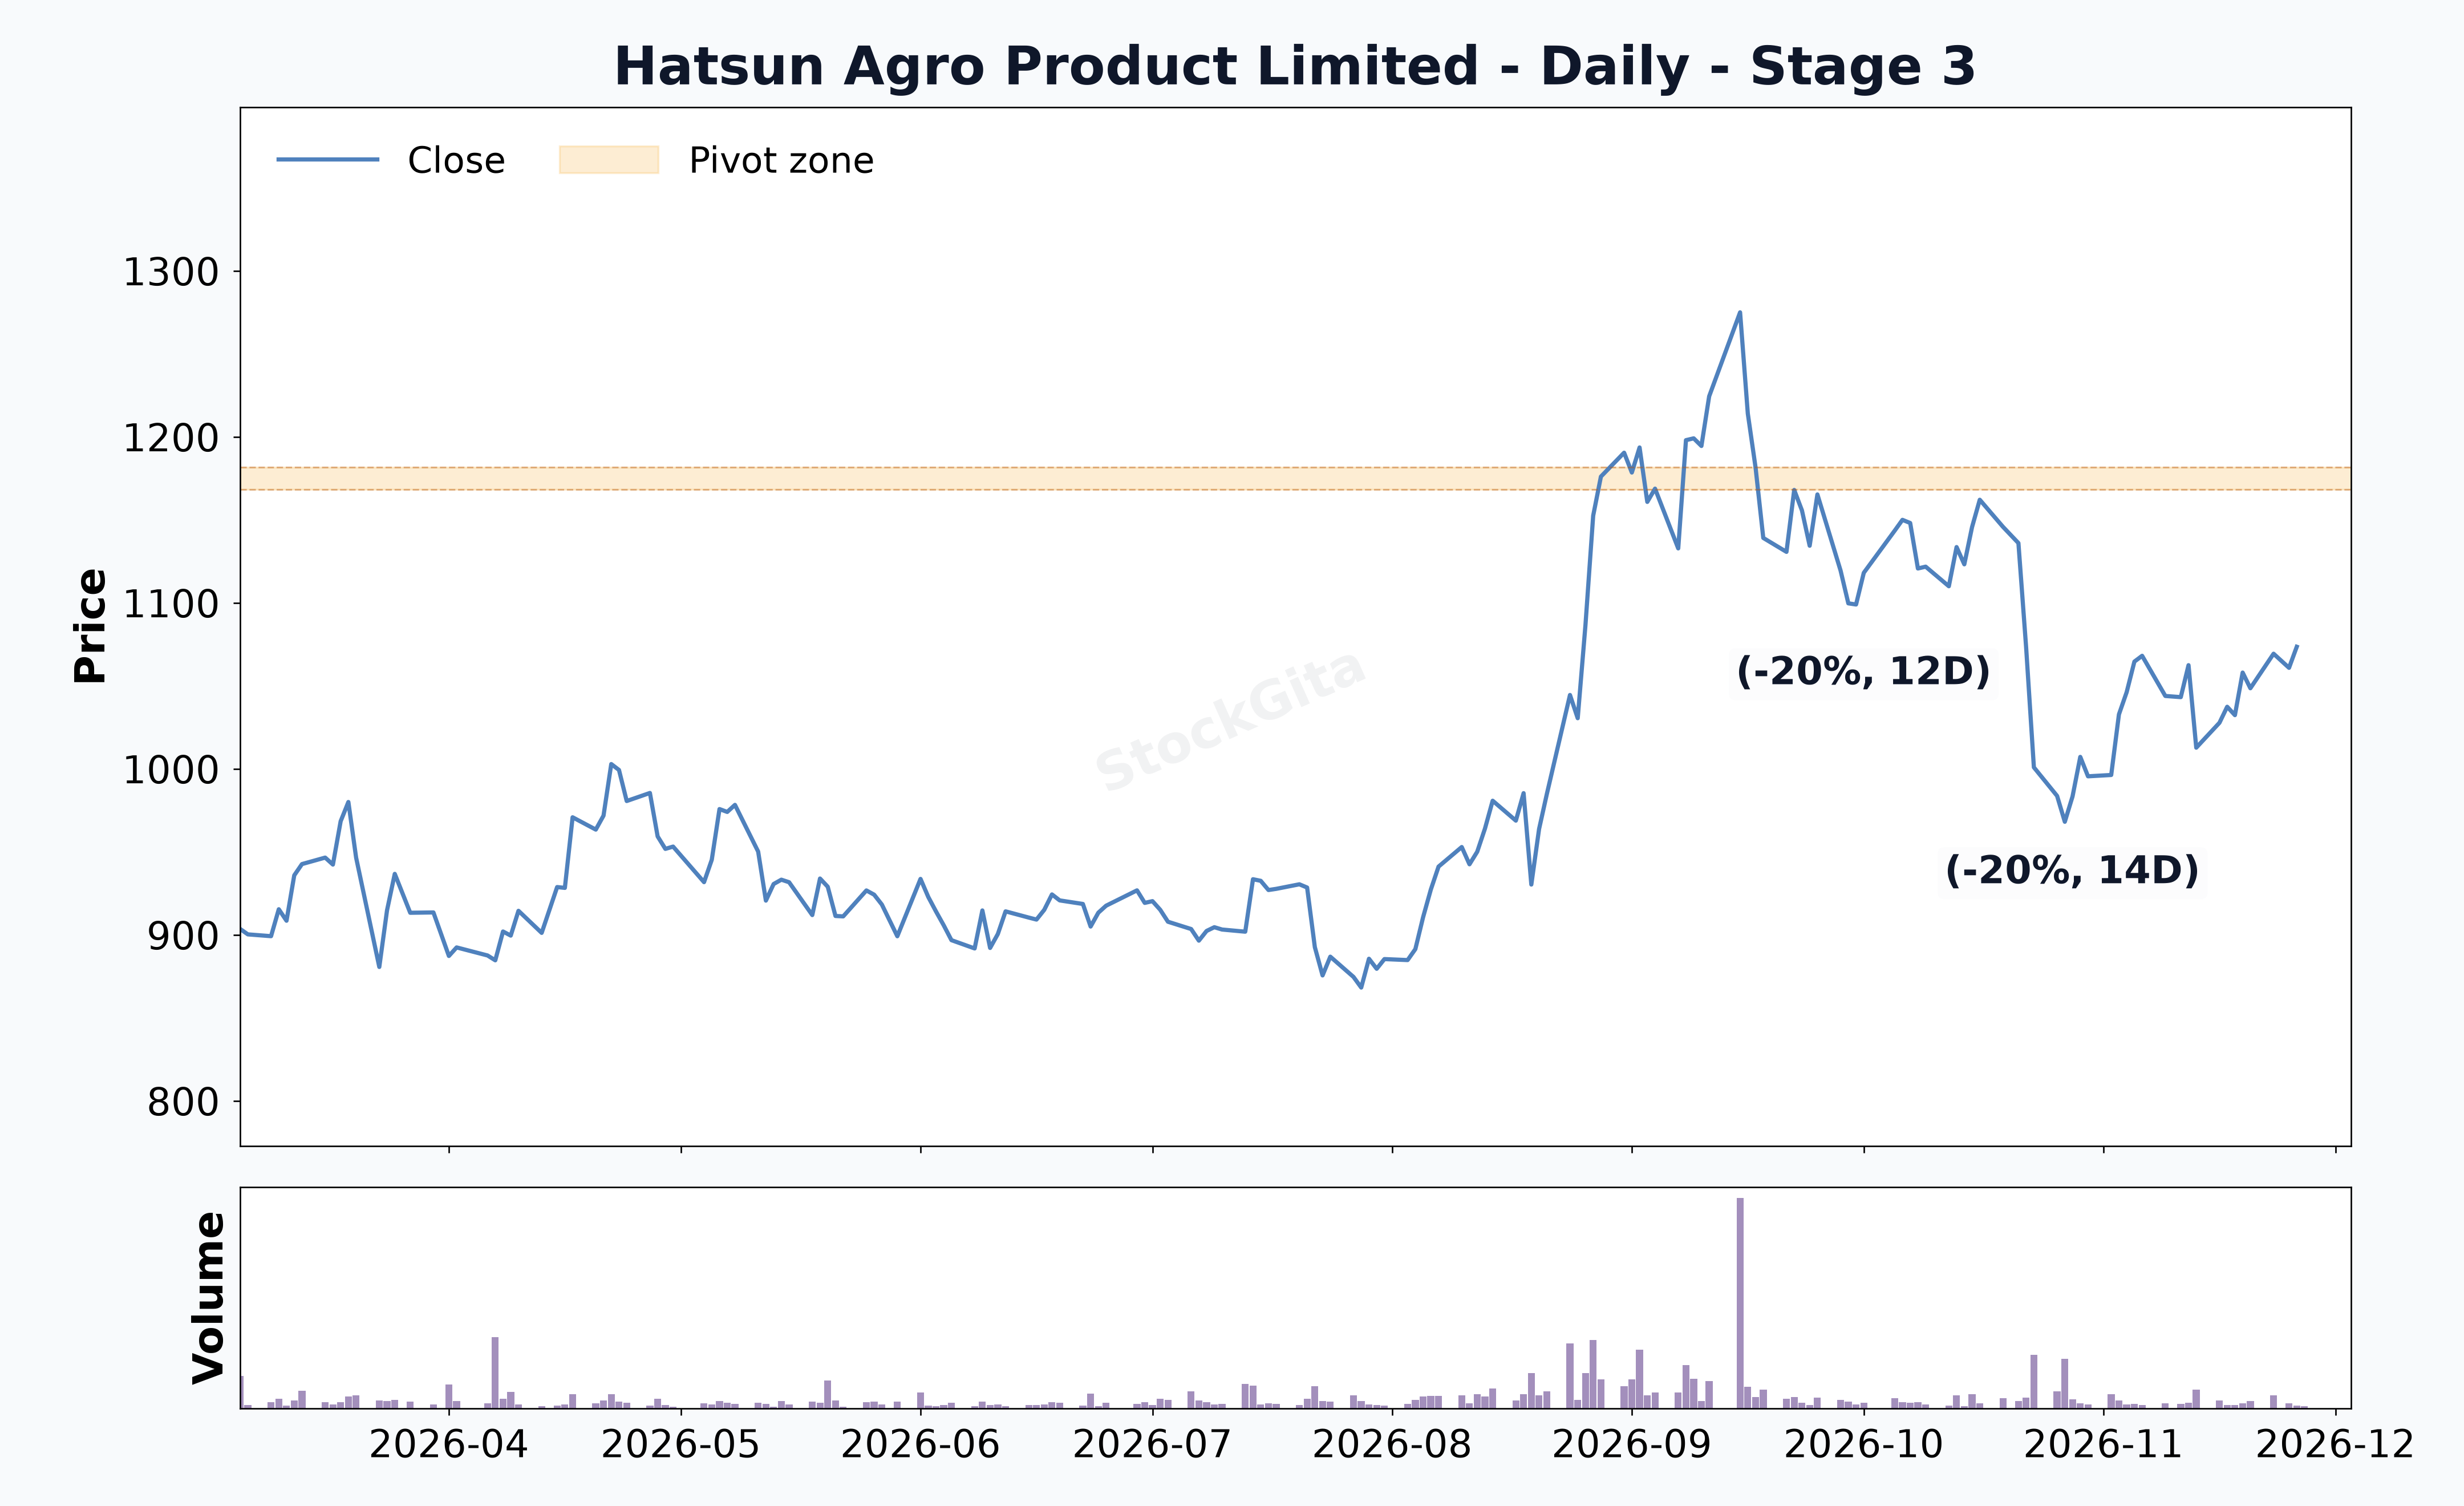 Hatsun Agro Product Limited - Daily - Stage 3
Close
Pivot zone
1300
1200
1100
1000
900
800
Price
StockGita
(-20%, 12D)
(-20%, 14D)
Volume
2026-04
2026-05
2026-06
2026-07
2026-08
2026-09
2026-10
2026-11
2026-12